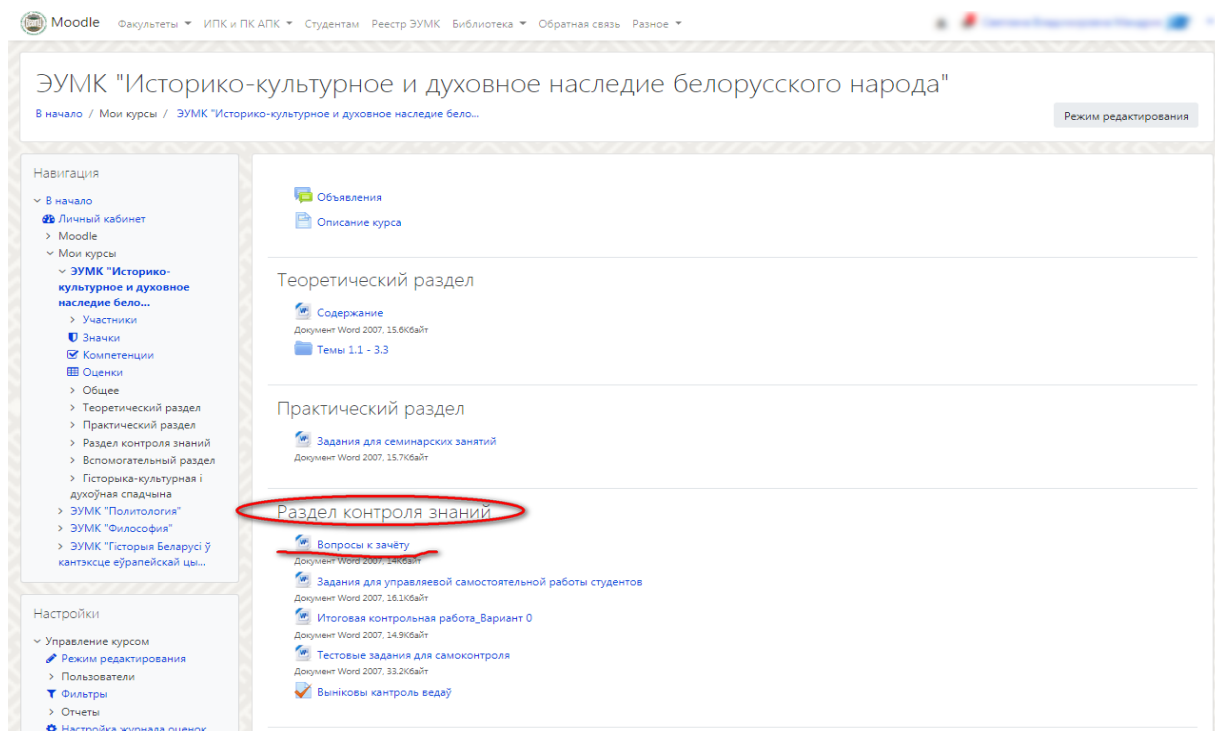 Moodle Факультеты ИПК и ПК АПК Студентам Реестр ЭУМК Библиотека Обратная связь Разное
ЭУМК "Историко-культурное и духовное наследие белорусского народа"
В начало / Мои курсы / ЭУМК "Историко-культурное и духовное наследие бело...
Режим редактирования
Навигация
В начало
Личный кабинет
Moodle
Мои курсы
ЭУМК "Историко-
культурное и духовное
наследие бело...
Участники
Значки
Компетенции
Оценки
Общее
Теоретический раздел
Практический раздел
Раздел контроля знаний
Вспомогательный раздел
Гісторыка-культурная і
духоўная спадчына
ЭУМК "Политология"
ЭУМК "Философия"
ЭУМК "Гісторыя Беларусі ў
кантэксце еўрапейскай цы...
Настройки
Управление курсом
Режим редактирования
Пользователи
Фильтры
Отчеты
Настройка журнала оценок
Объявления
Описание курса
Теоретический раздел
Содержание
Документ Word 2007, 15.6Кбайт
Темы 1.1 - 3.3
Практический раздел
Задания для семинарских занятий
Документ Word 2007, 15.7Кбайт
Раздел контроля знаний
Вопросы к зачёту
Документ Word 2007, 14Кбайт
Задания для управляевой самостоятельной работы студентов
Документ Word 2007, 16.1Кбайт
Итоговая контрольная работа_Вариант 0
Документ Word 2007, 14.9Кбайт
Тестовые задания для самоконтроля
Документ Word 2007, 33.2Кбайт
Выніковы кантроль ведаў